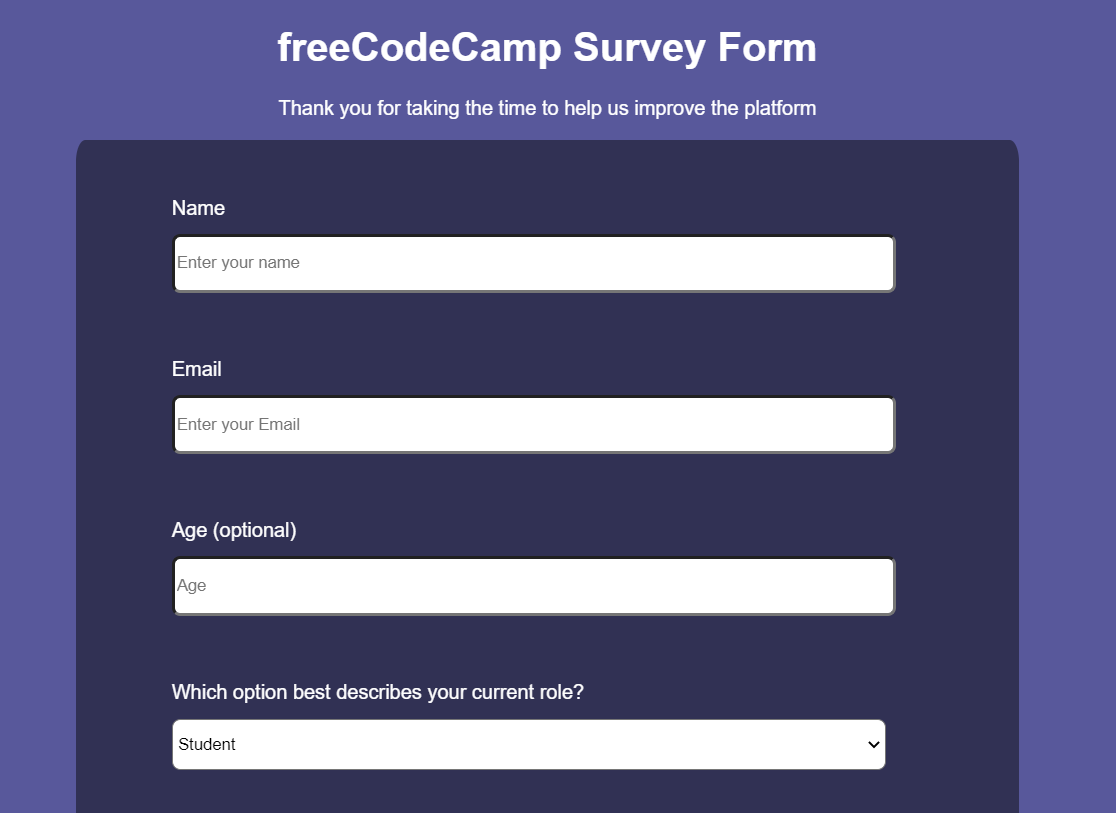 freeCodeCamp Survey Form
Thank you for taking the time to help us improve the platform
Name
Enter your name
Email
Enter your Email
Age (optional)
Age
Which option best describes your current role?
Student